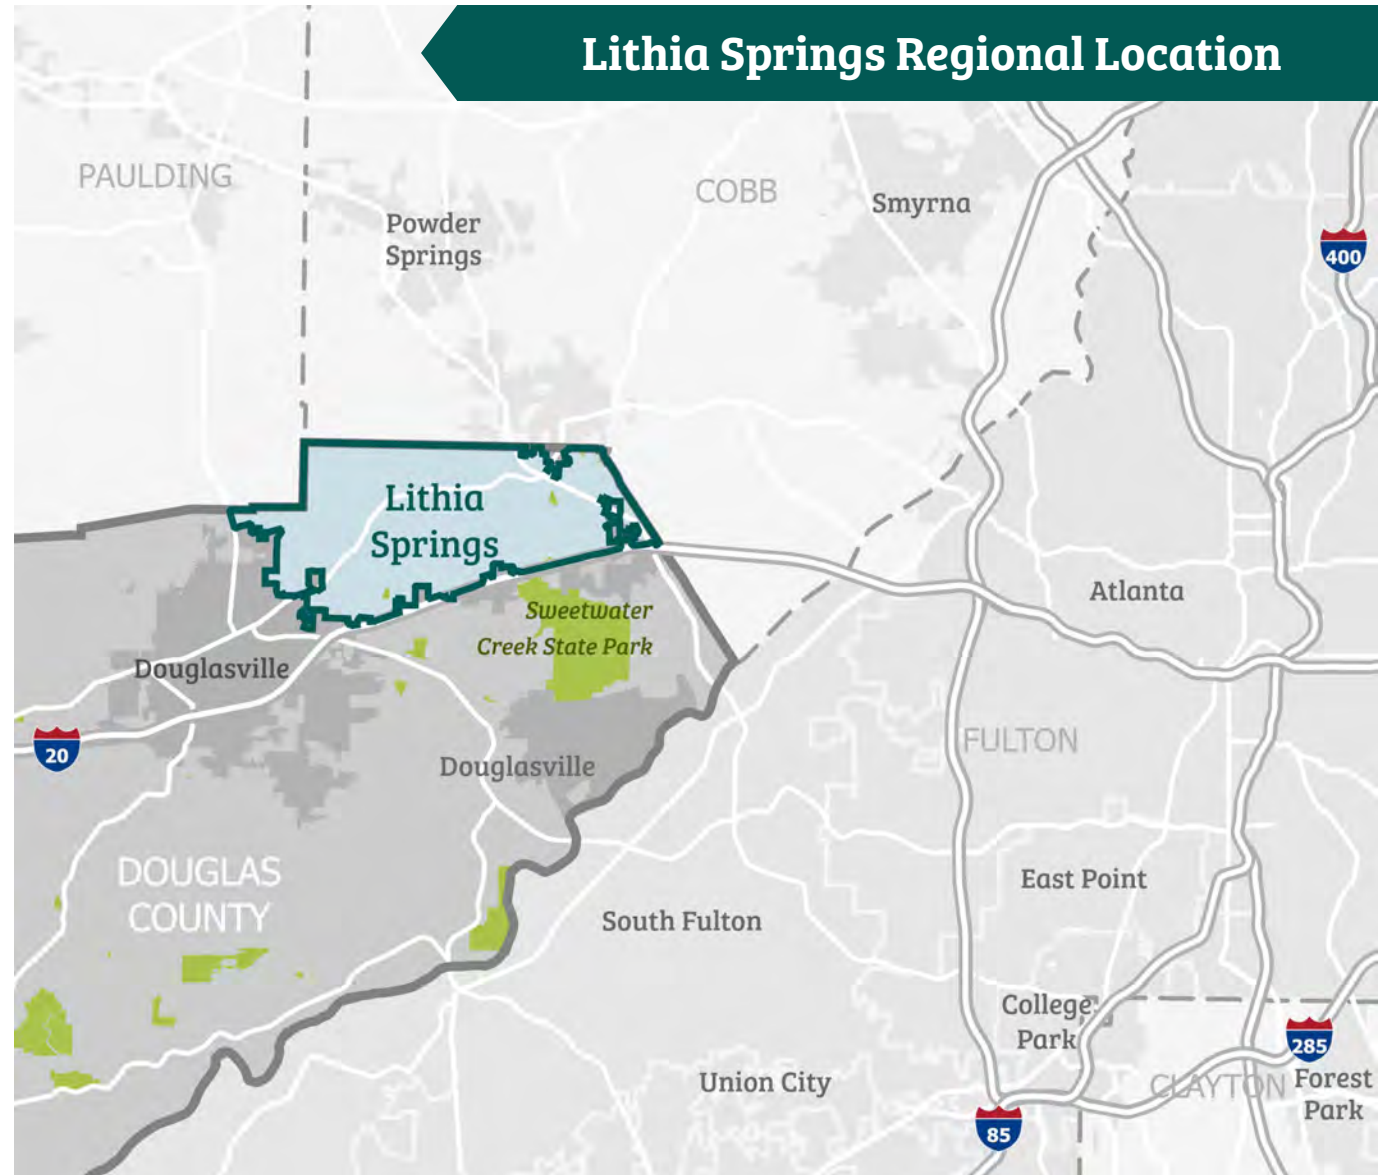 Lithia Springs Regional Location
PAULDING
COBB
Smyrna
Powder
Springs
400
Lithia
Springs
Atlanta
Sweetwater
Creek State Park
Douglasville
20
FULTON
Douglasville
DOUGLAS
COUNTY
East Point
South Fulton
College
Park
285
Union City
CLAYTON
Forest
Park
85